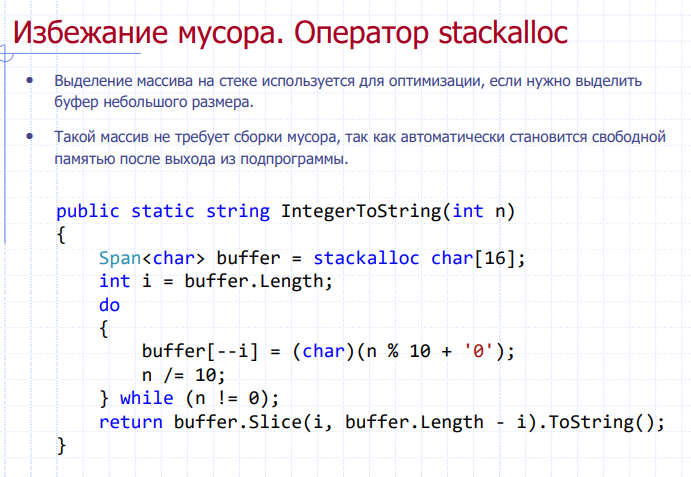 Избежание мусора. Оператор stackalloc
• Выделение массива на стеке используется для оптимизации, если нужно выделить
буфер небольшого размера.
• Такой массив не требует сборки мусора, так как автоматически становится свободной
памятью после выхода из подпрограммы.
public static string IntegerToString(int n)
{
    Span<char> buffer = stackalloc char[16];
    int i = buffer.Length;
    do
    {
        buffer[--i] = (char)(n % 10 + '0');
        n /= 10;
    } while (n != 0);
    return buffer.Slice(i, buffer.Length - i).ToString();
}